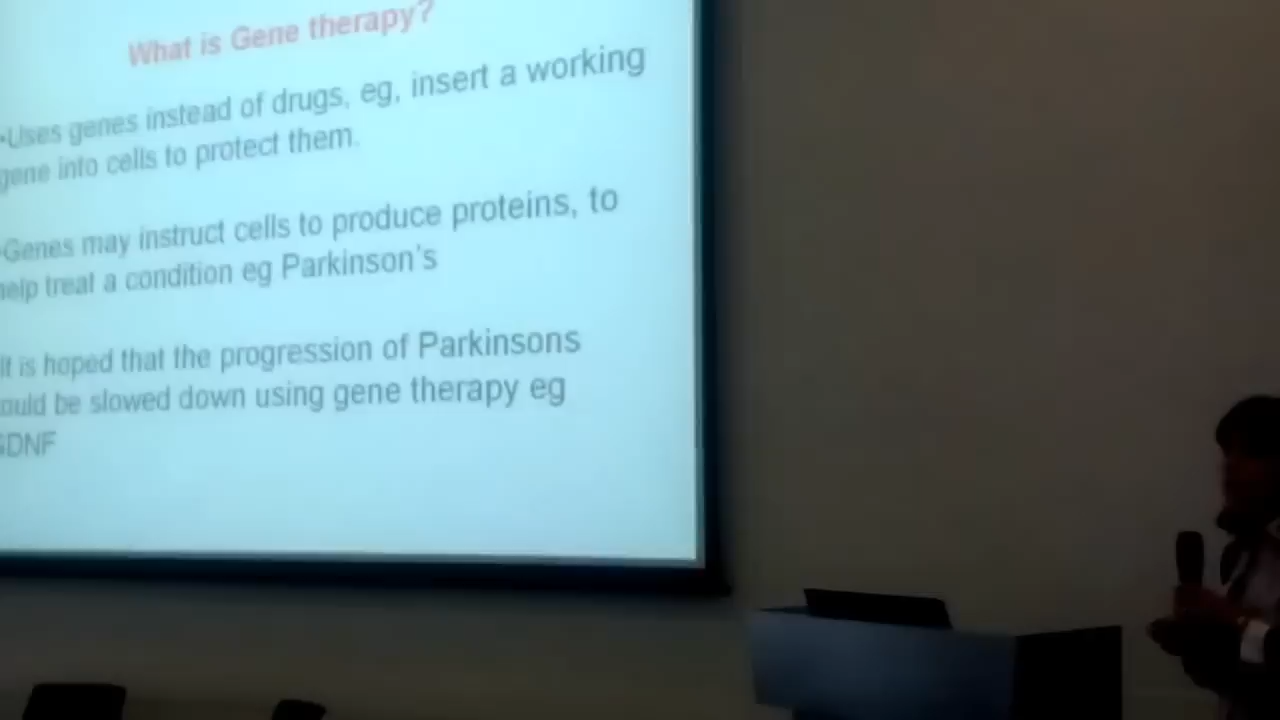 What is Gene therapy?
•Uses genes instead of drugs, eg, insert a working
gene into cells to protect them.
•Genes may instruct cells to produce proteins, to
help treat a condition eg Parkinson's
It is hoped that the progression of Parkinsons
ould be slowed down using gene therapy eg
GDNF